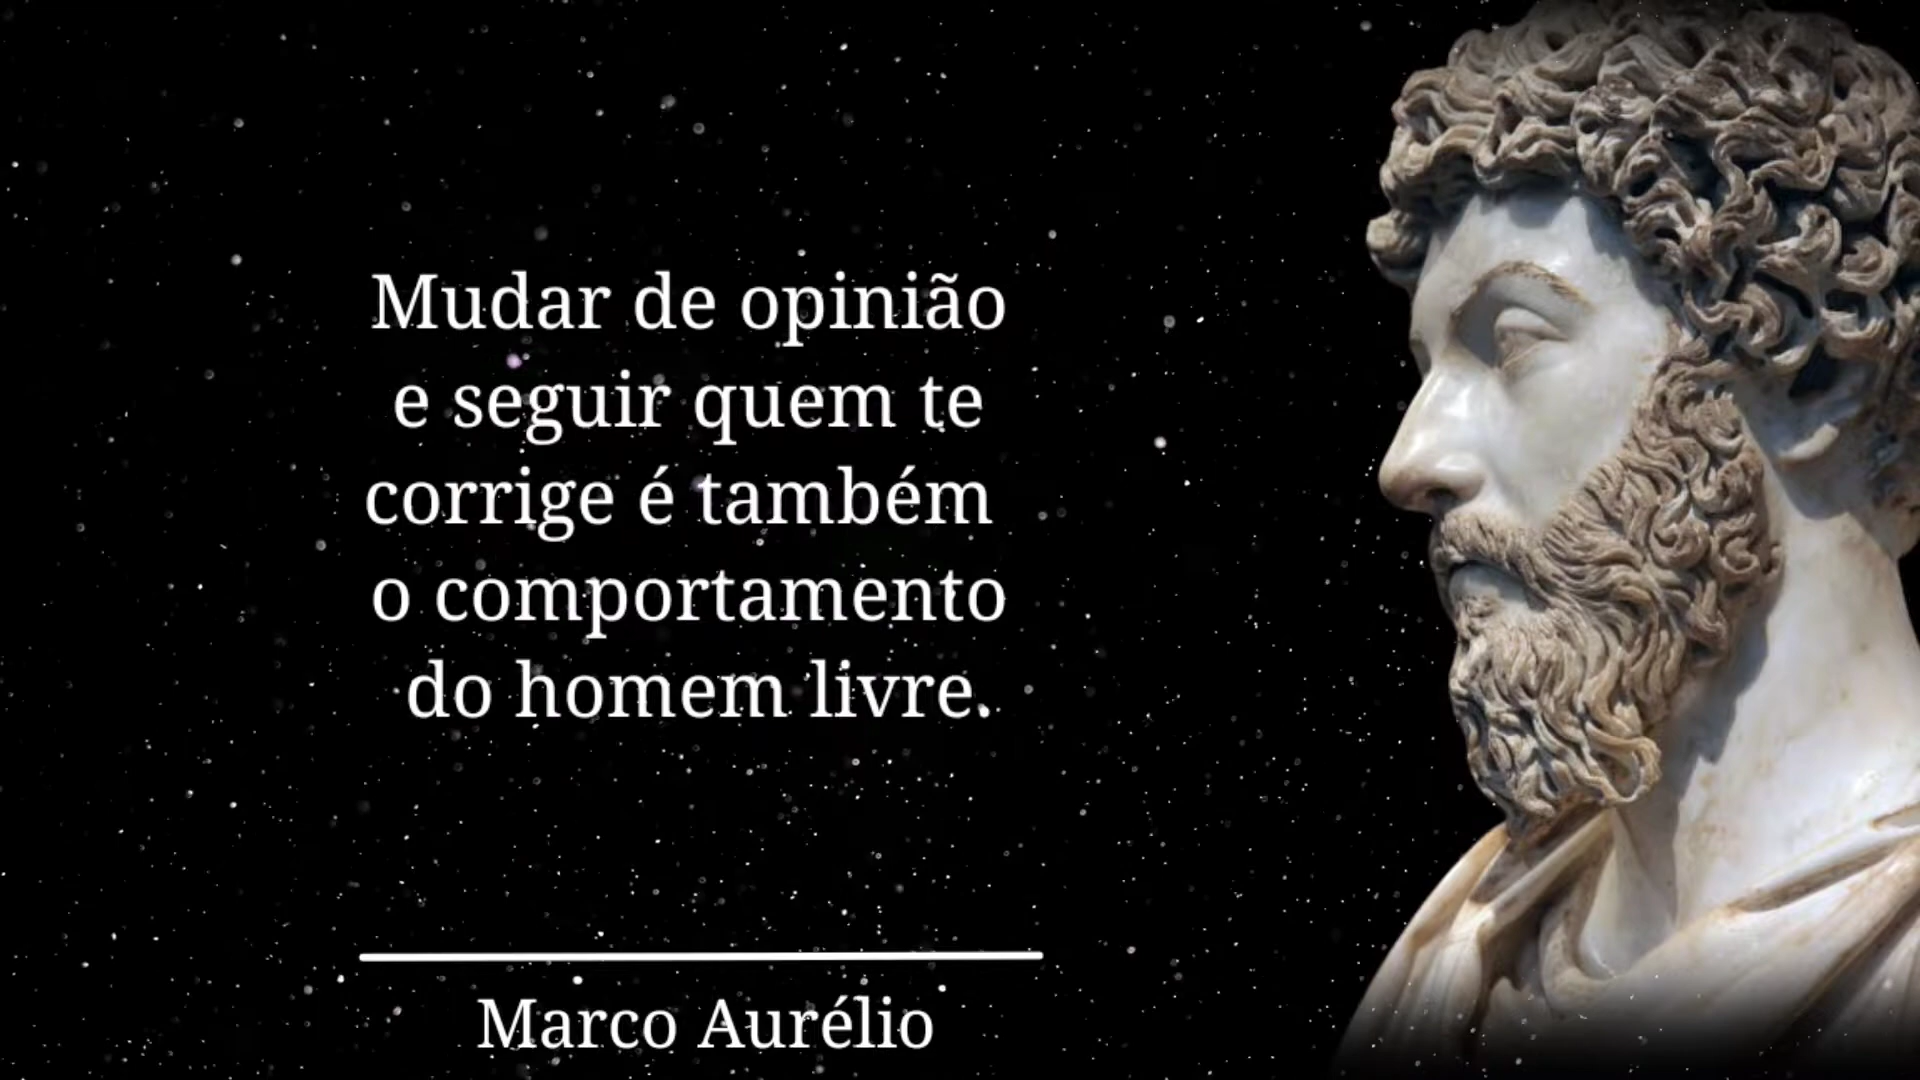 Mudar de opinião
e seguir quem te
corrige é também
o comportamento
do homem livre.
Marco Aurélio